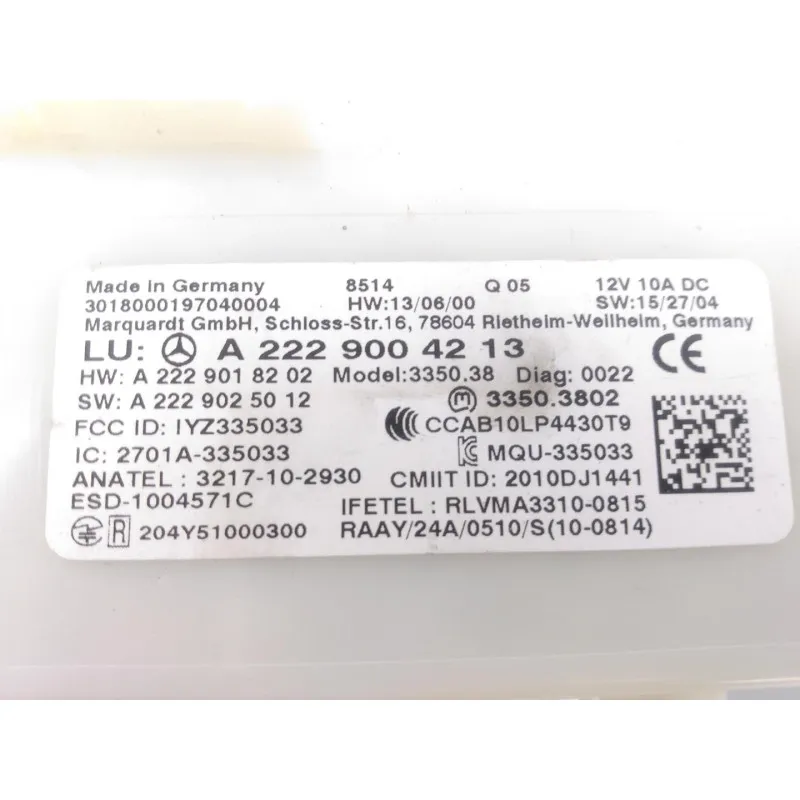 Made in Germany 8514 Q 05 12V 10A DC
3018000197040004 HW:13/06/00 SW:15/27/04
Marquardt GmbH, Schloss-Str.16, 78604 Rietheim-Weilheim, Germany
LU: A 222 900 42 13 CE
HW: A 222 901 82 02 Model:3350.38 Diag: 0022
SW: A 222 902 50 12 m 3350.3802
FCC ID: IYZ335033 CCAB10LP4430T9
IC: 2701A-335033 MQU-335033
ANATEL : 3217-10-2930 CMIIT ID: 2010DJ1441
ESD-1004571C IFETEL : RLVMA3310-0815
R 204Y51000300 RAAY/24A/0510/S(10-0814)